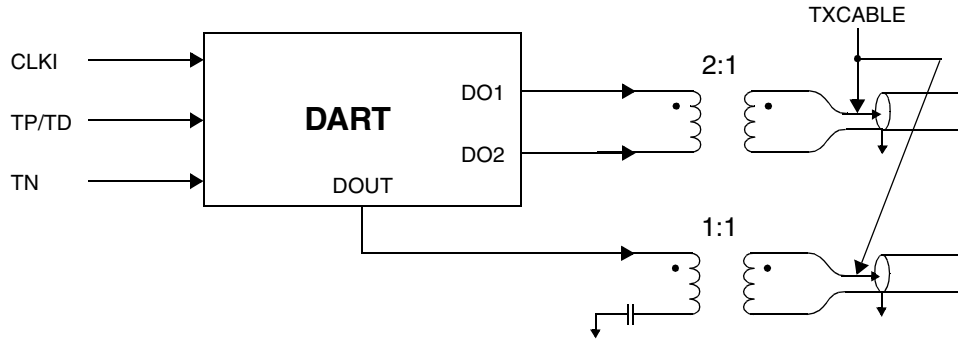 TXCABLE
CLKI
2:1
DO1
TP/TD
DART
DO2
TN
DOUT
1:1